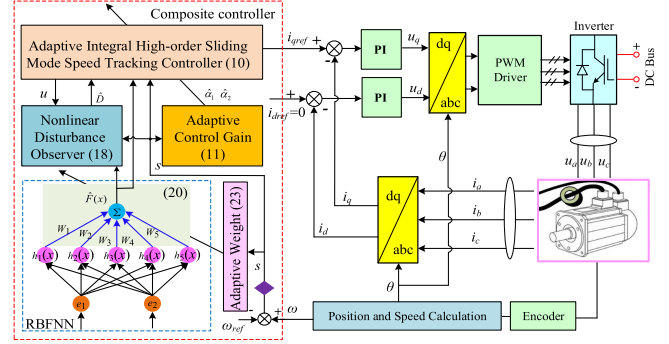 Composite controller
Adaptive Integral High-order Sliding
Mode Speed Tracking Controller (10)
u
D̂
α̂₁ α̂₂
Nonlinear
Disturbance
Observer (18)
Adaptive
Control Gain
(11)
s
F̂(x)
(20)
Σ
W₁
W₂
W₃
W₄
W₅
h₁(x)
h₂(x)
h₃(x)
h₄(x)
h₅(x)
e₁
e₂
RBFNN
Adaptive Weight (23)
s
-
+
ω_ref
ω
i_qref
+
-
PI
u_q
i_dref=0
+
-
PI
u_d
dq
abc
θ
PWM
Driver
Inverter
+
-
DC Bus
u_a
u_b
u_c
i_q
i_d
dq
abc
i_a
i_b
i_c
θ
Position and Speed Calculation
Encoder